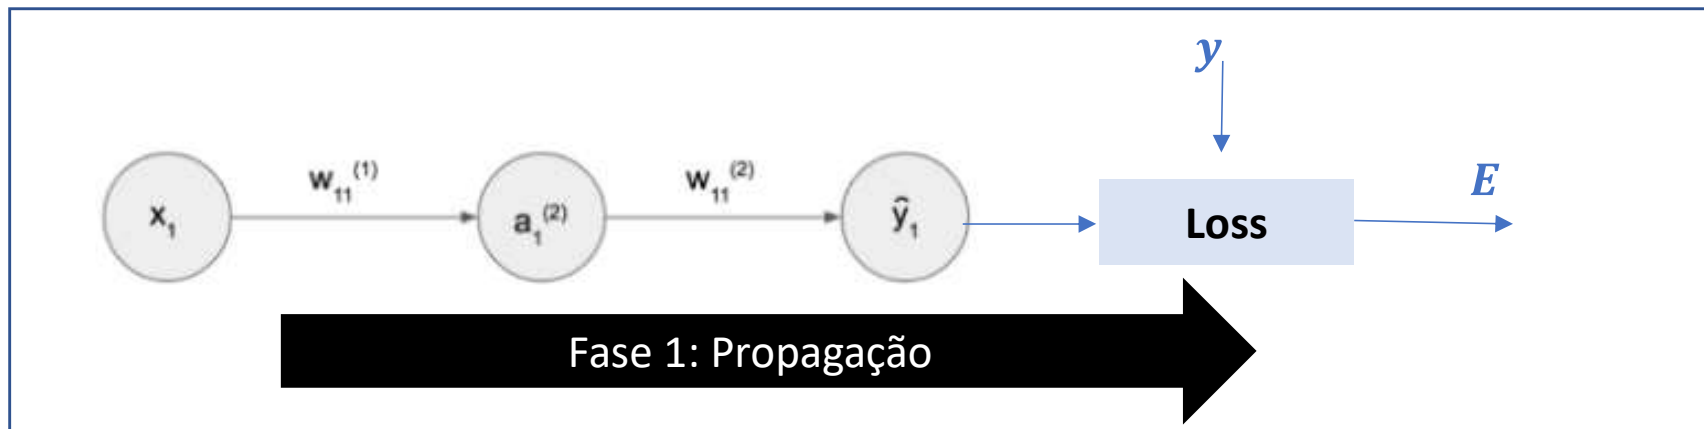 y
w₁₁⁽¹⁾
w₁₁⁽²⁾
E
x₁
a₁⁽²⁾
ŷ₁
Loss
Fase 1: Propagação